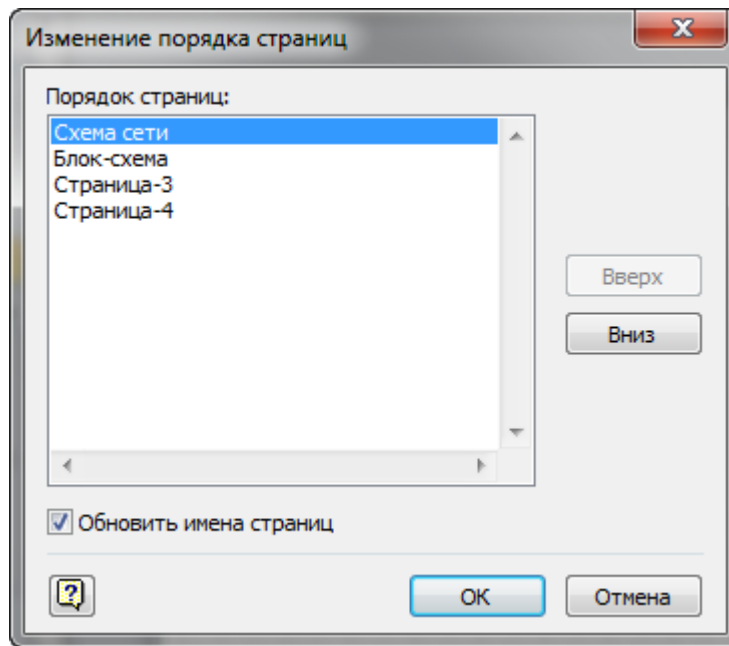 Изменение порядка страниц
Порядок страниц:
Схема сети
Блок-схема
Страница-3
Страница-4
Вверх
Вниз
Обновить имена страниц
ОК
Отмена